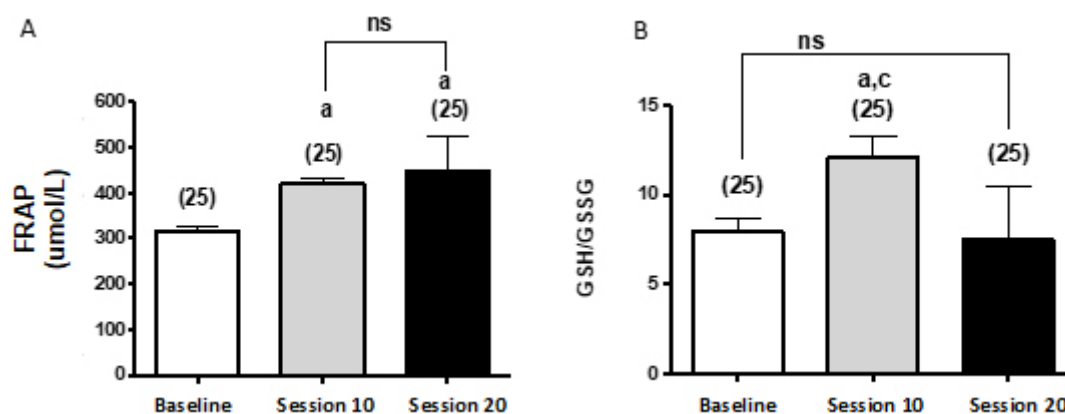 A
ns
a
a
(25)
(25)
(25)
600
500
400
300
200
100
0
FRAP
(umol/L)
Baseline
Session 10
Session 20
B
ns
a,c
(25)
(25)
(25)
15
10
5
0
GSH/GSSG
Baseline
Session 10
Session 20